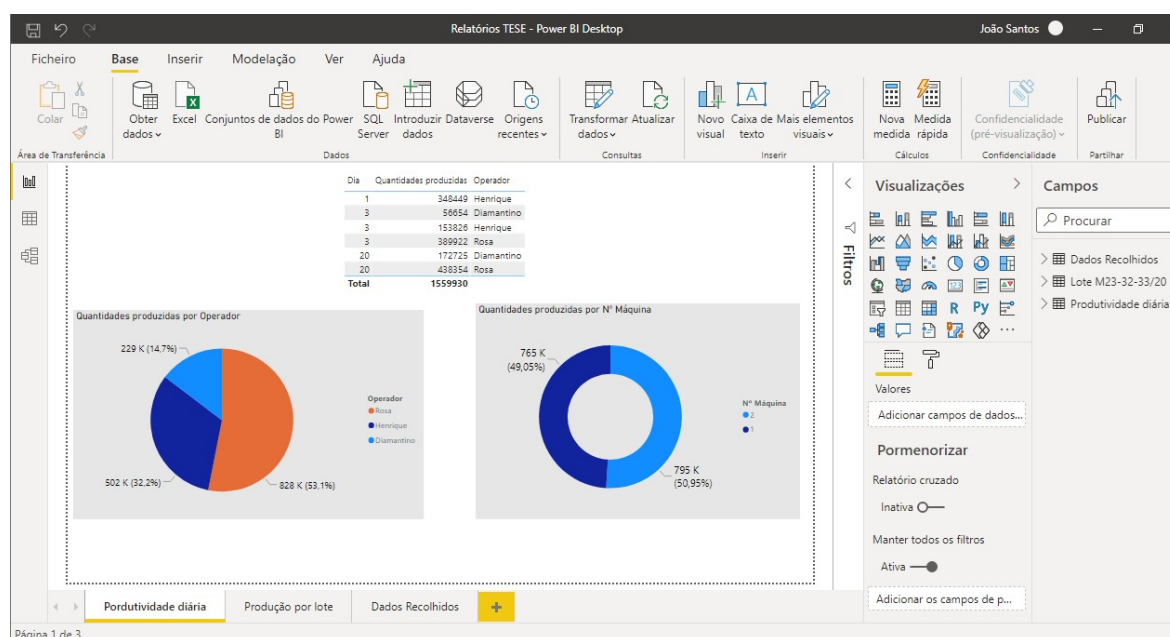 Relatórios TESE - Power BI Desktop
João Santos
Ficheiro Base Inserir Modelação Ver Ajuda
Colar
Obter dados
Excel
Conjuntos de dados do Power BI
SQL Server
Introduzir dados
Dataverse
Origens recentes
Transformar dados
Atualizar
Novo visual
Caixa de texto
Mais elementos visuais
Nova medida
Medida rápida
Confidencialidade (pré-visualização)
Publicar
Área de Transferência
Dados
Consultas
Inserir
Cálculos
Confidencialidade
Partilhar
Dia Quantidades produzidas Operador
1 348449 Henrique
3 56654 Diamantino
3 153826 Henrique
3 389922 Rosa
20 172725 Diamantino
20 438354 Rosa
Total 1559930
Quantidades produzidas por Operador
229 K (14,7%)
502 K (32,2%)
828 K (53,1%)
Operador
Rosa
Henrique
Diamantino
Quantidades produzidas por Nº Máquina
765 K
(49,05%)
795 K
(50,95%)
Nº Máquina
2
1
Filtros
Visualizações
R Py
123
Valores
Adicionar campos de dados...
Pormenorizar
Relatório cruzado
Inativa
Manter todos os filtros
Ativa
Adicionar os campos de p...
Campos
Procurar
Dados Recolhidos
Lote M23-32-33/20
Produtividade diária
Pordutividade diária
Produção por lote
Dados Recolhidos
Página 1 de 3